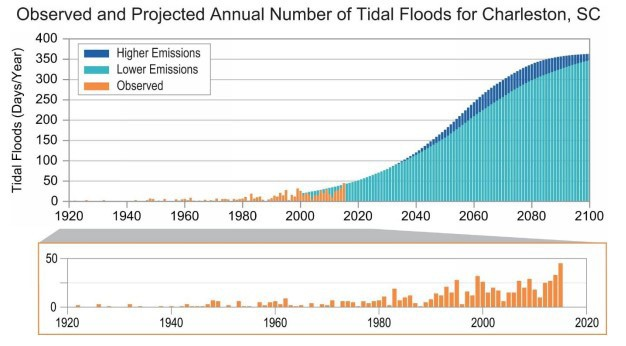 Observed and Projected Annual Number of Tidal Floods for Charleston, SC
Tidal Floods (Days/Year)
400
350
300
250
200
150
100
50
0
Higher Emissions
Lower Emissions
Observed
1920 1940 1960 1980 2000 2020 2040 2060 2080 2100
50
0
1920 1940 1960 1980 2000 2020